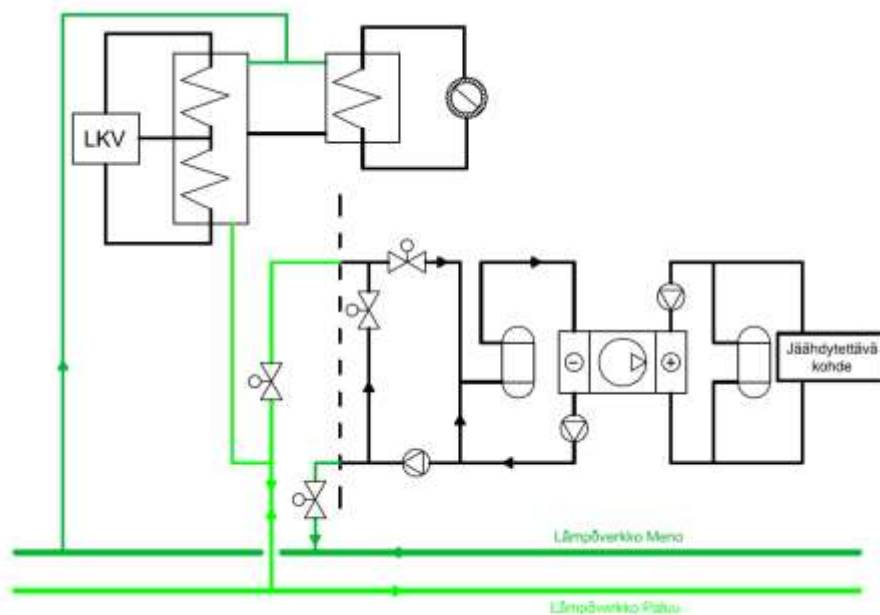 LKV
− +
Jäähdytettävä
kohde
Lämpöverkko Meno
Lämpöverkko Paluu